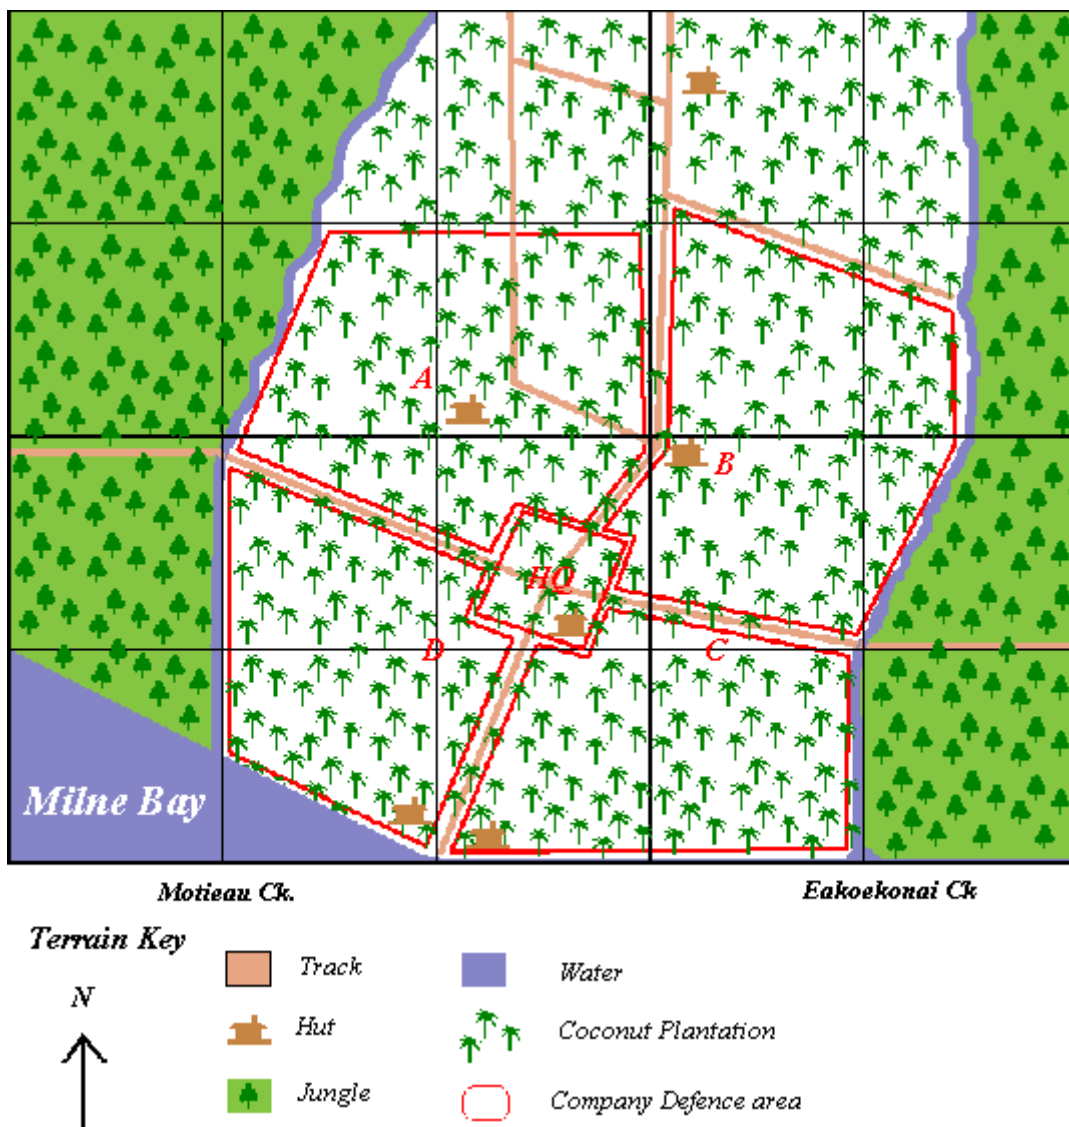 A
B
HQ
D
C
Milne Bay
Motieau Ck.
Eakoekonai Ck
Terrain Key
Track
Water
N
Hut
Coconut Plantation
Jungle
Company Defence area